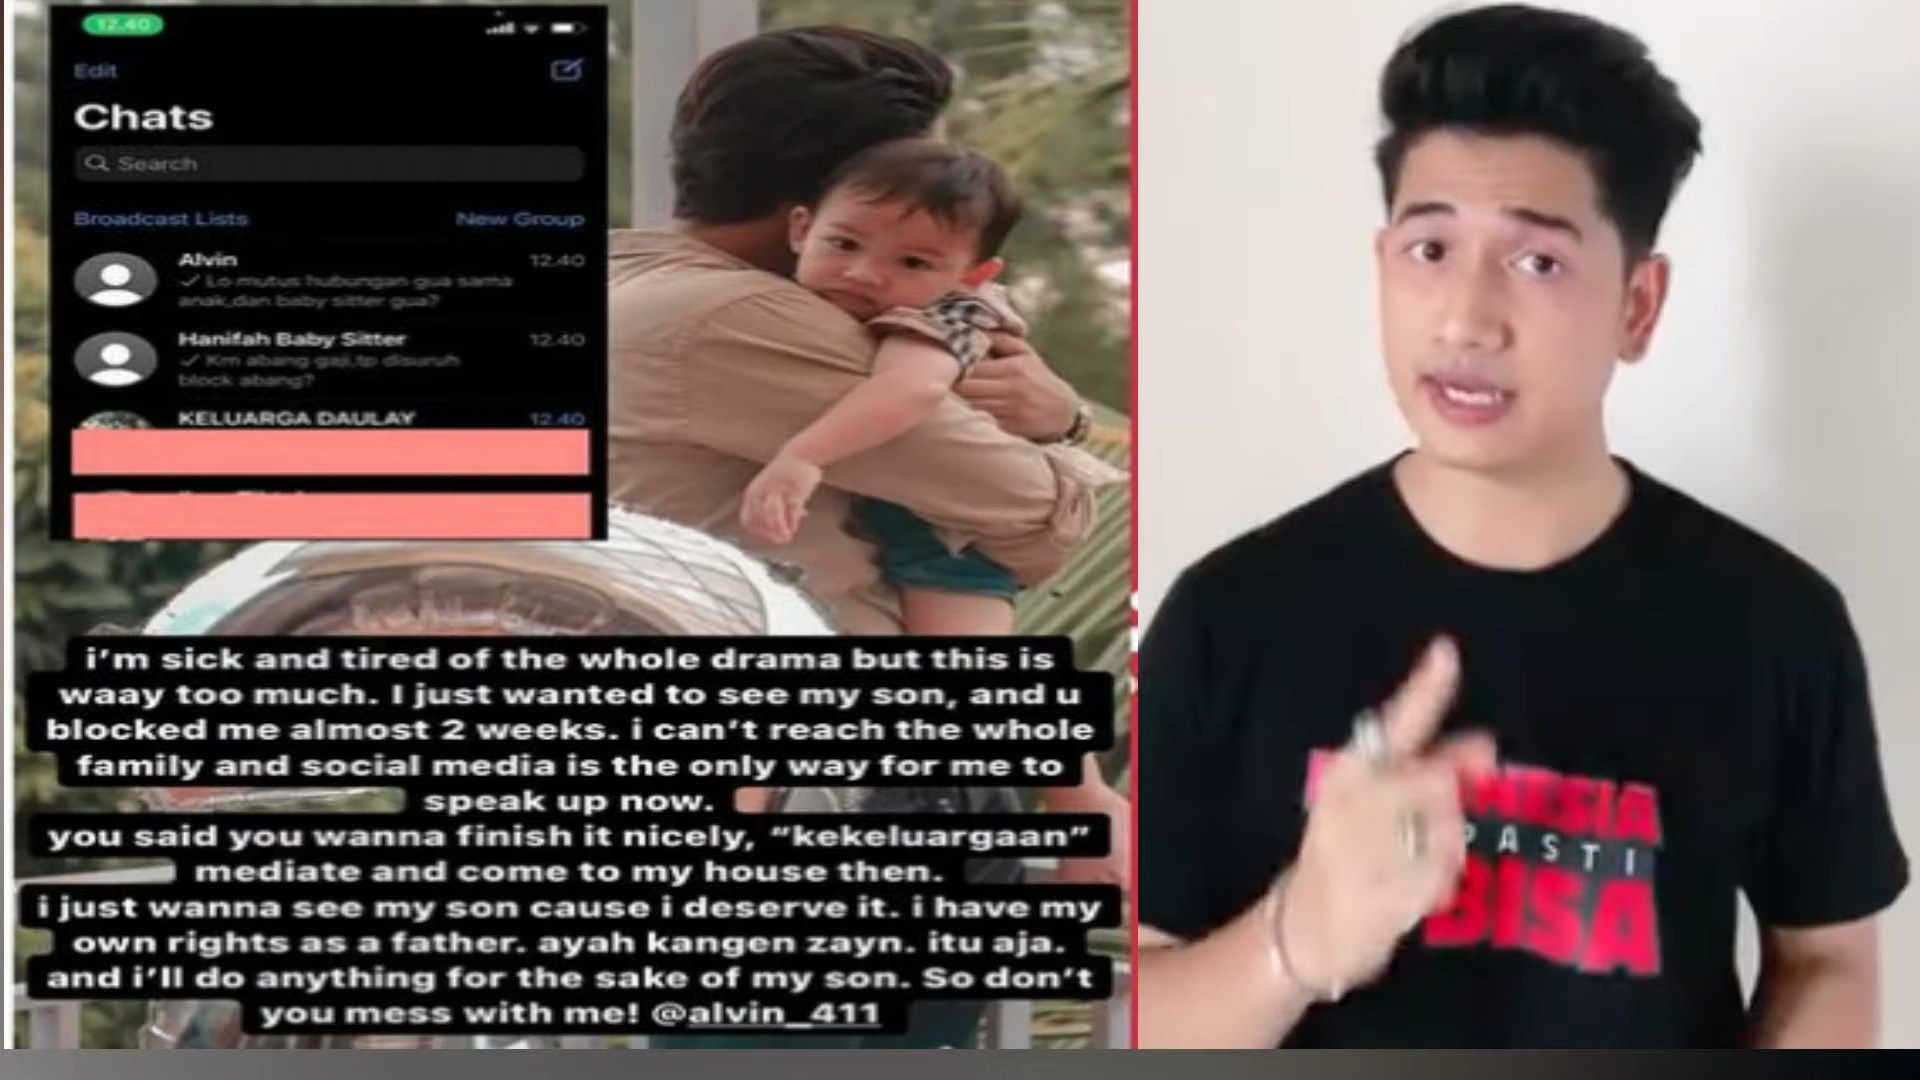 12.40
Edit
Chats
Search
Broadcast Lists New Group
Alvin 12.40
✓ Lo mutus hubungan gua sama
anak,dan baby sitter gua?
Hanifah Baby Sitter 12.40
✓ Km abang gaji,tp disuruh
block abang?
KELUARGA DAULAY 12.40
i'm sick and tired of the whole drama but this is
waay too much. I just wanted to see my son, and u
blocked me almost 2 weeks. i can't reach the whole
family and social media is the only way for me to
speak up now.
you said you wanna finish it nicely, "kekeluargaan"
mediate and come to my house then.
i just wanna see my son cause i deserve it. i have my
own rights as a father. ayah kangen zayn. itu aja.
and i'll do anything for the sake of my son. So don't
you mess with me! @alvin_411
PASTI
BISA